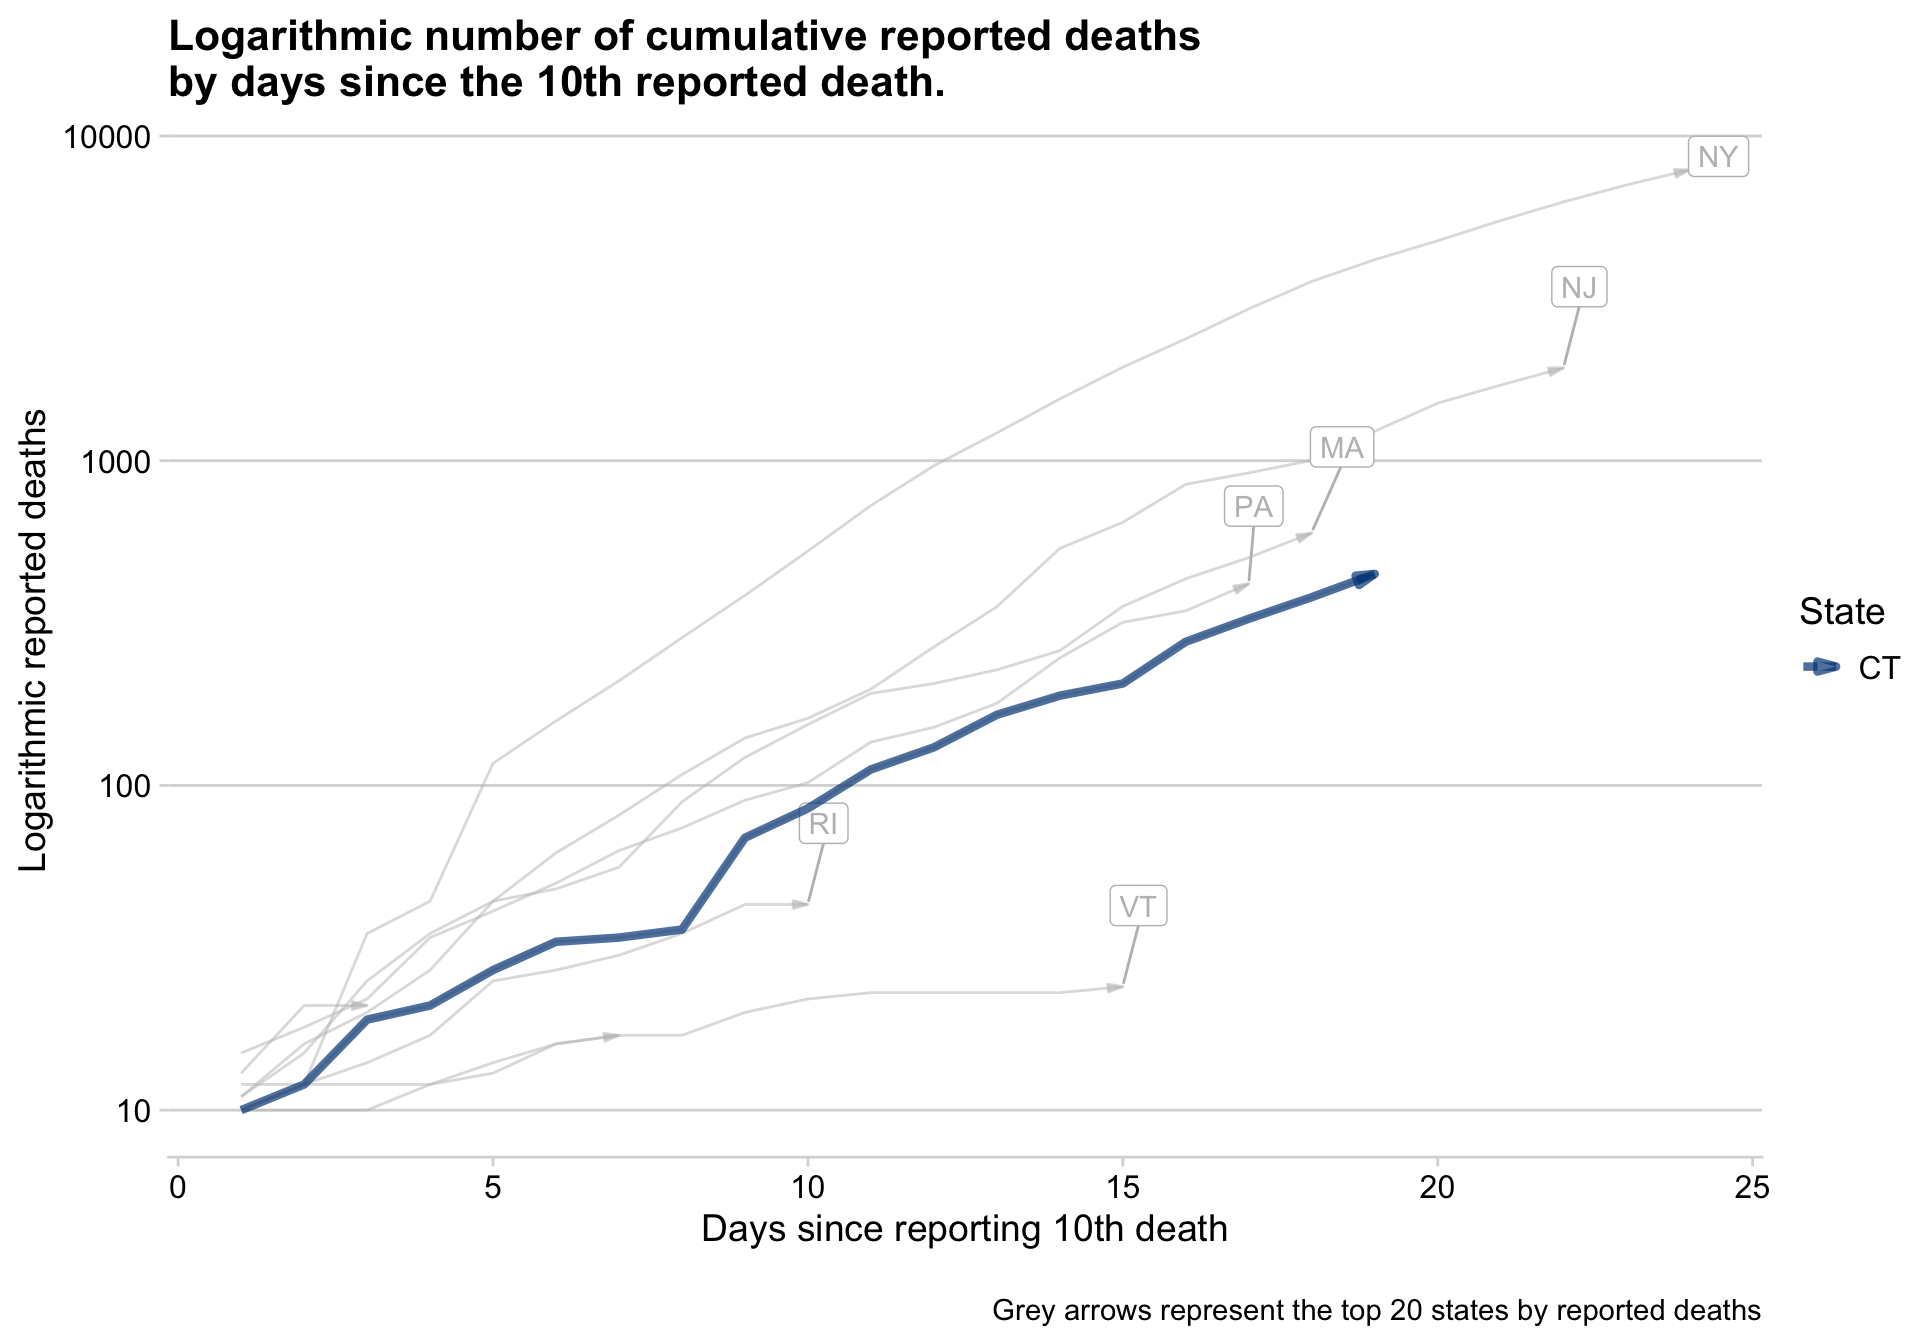 Logarithmic number of cumulative reported deaths
by days since the 10th reported death.
10000
1000
100
10
Logarithmic reported deaths
NY
NJ
MA
PA
RI
VT
State
CT
0 5 10 15 20 25
Days since reporting 10th death
Grey arrows represent the top 20 states by reported deaths